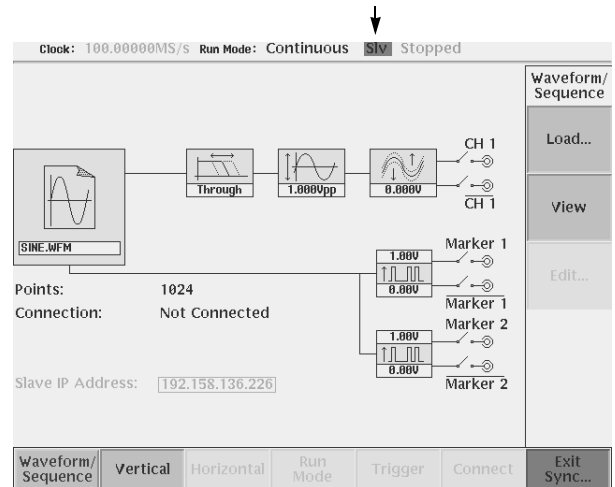 Clock: 100.00000MS/s Run Mode: Continuous Slv Stopped
Waveform/
Sequence
Load...
View
Edit...
CH 1
CH 1
Through
1.000Vpp
0.000V
SINE.WFM
Marker 1
1.00V
0.00V
Marker 1
Points: 1024
Connection: Not Connected
Marker 2
1.00V
0.00V
Marker 2
Slave IP Address: 192.158.136.226
Waveform/
Sequence
Vertical
Horizontal
Run
Mode
Trigger
Connect
Exit
Sync...